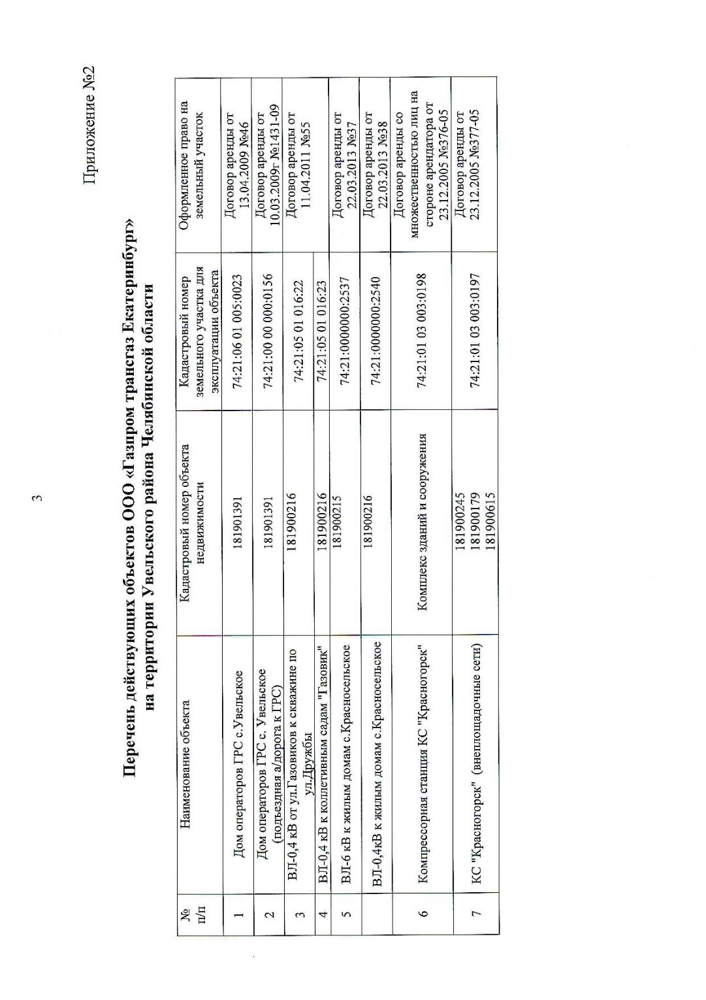 3
Приложение №2
Перечень действующих объектов ООО «Газпром трансгаз Екатеринбург»
на территории Увельского района Челябинской области
№
п/п
Наименование объекта
Кадастровый номер объекта
недвижимости
Кадастровый номер
земельного участка для
эксплуатации объекта
Оформленное право на
земельный участок
1
Дом операторов ГРС с.Увельское
181901391
74:21:06 01 005:0023
Договор аренды от
13.04.2009 №46
2
Дом операторов ГРС с. Увельское
(подъездная а/дорога к ГРС)
181901391
74:21:00 00 000:0156
Договор аренды от
10.03.2009г №1431-09
3
ВЛ-0,4 кВ от ул.Газовиков к скважине по
ул.Дружбы
181900216
74:21:05 01 016:22
Договор аренды от
11.04.2011 №55
4
ВЛ-0,4 кВ к коллетивным садам "Газовик"
181900216
74:21:05 01 016:23
5
ВЛ-6 кВ к жилым домам с.Красносельское
181900215
74:21:0000000:2537
Договор аренды от
22.03.2013 №37
ВЛ-0,4кВ к жилым домам с.Красносельское
181900216
74:21:0000000:2540
Договор аренды от
22.03.2013 №38
6
Компрессорная станция КС "Красногорск"
Комплекс зданий и сооружения
74:21:01 03 003:0198
Договор аренды со
множественностью лиц на
стороне арендатора от
23.12.2005 №376-05
7
КС "Красногорск" (внеплощадочные сети)
181900245
181900179
181900615
74:21:01 03 003:0197
Договор аренды от
23.12.2005 №377-05